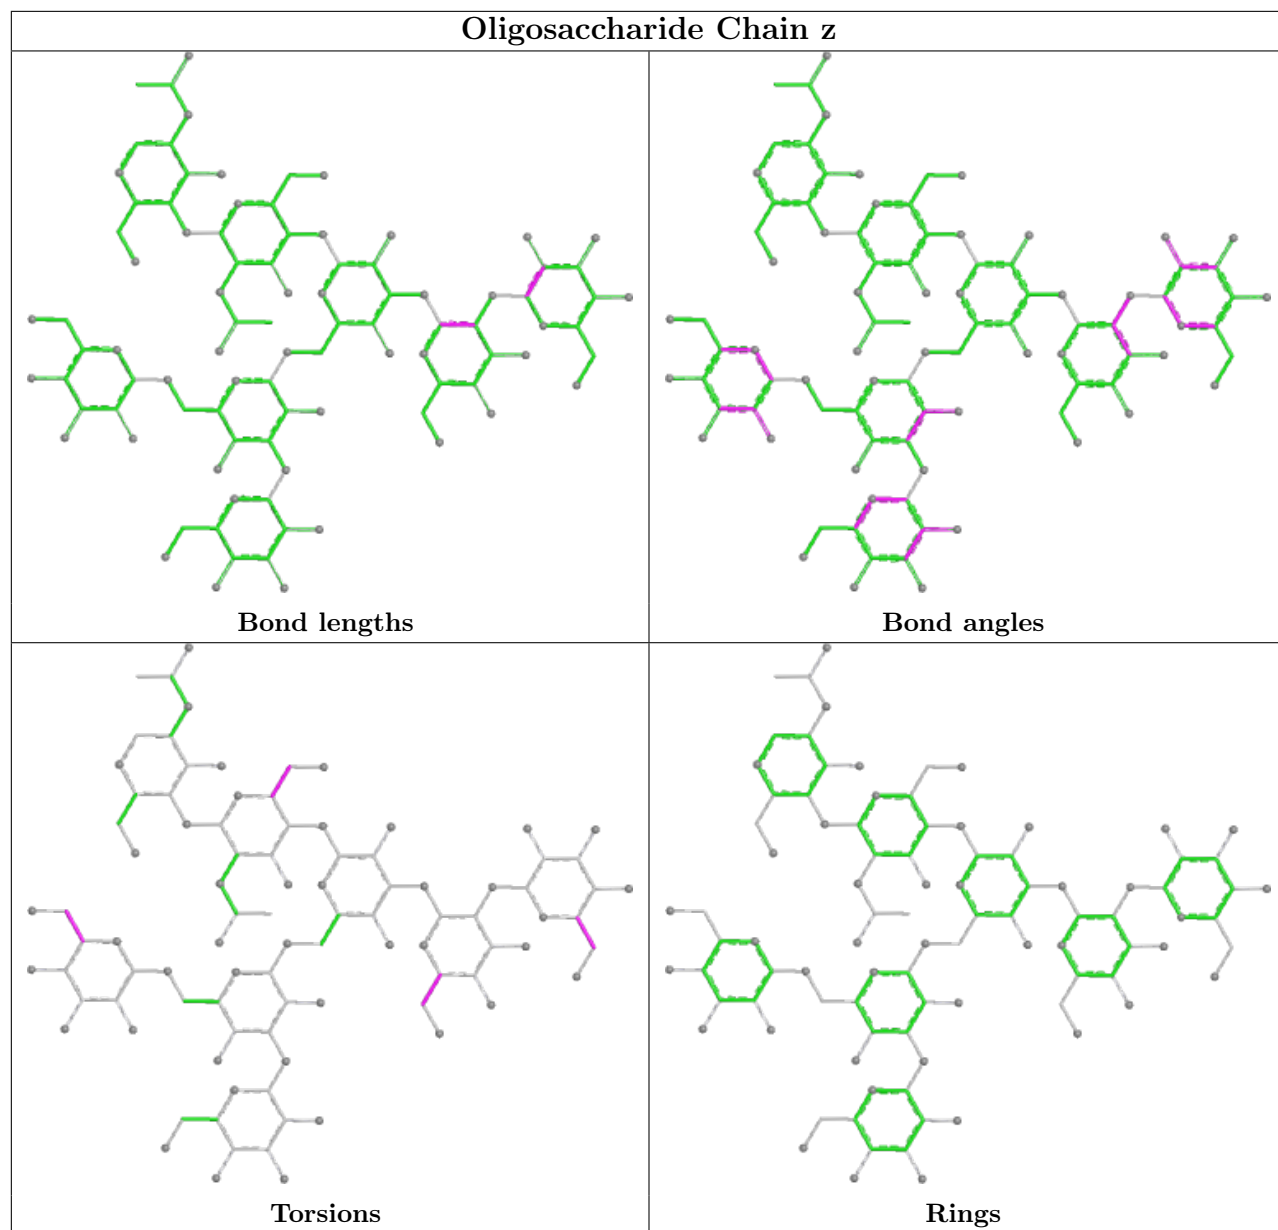 Oligosaccharide Chain z
Bond lengths
Bond angles
Torsions
Rings